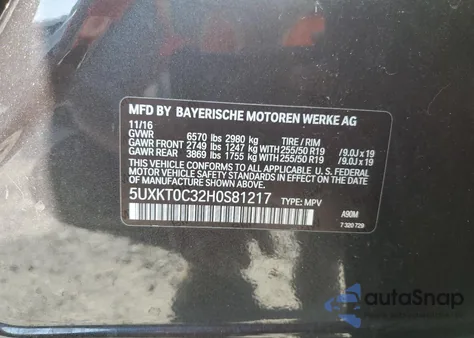 MFD BY BAYERISCHE MOTOREN WERKE AG
11/16
GVWR 6570 lbs 2980 kg TIRE / RIM
GAWR FRONT 2749 lbs 1247 kg WITH 255/50 R19 / 9.0J x 19
GAWR REAR 3869 lbs 1755 kg WITH 255/50 R19 / 9.0J x 19
THIS VEHICLE CONFORMS TO ALL APPLICABLE U.S. FEDERAL
MOTOR VEHICLE SAFETY STANDARDS IN EFFECT ON THE
DATE OF MANUFACTURE SHOWN ABOVE.
5UXKT0C32H0S81217 TYPE: MPV
A90M
7 320 729
autoSnap